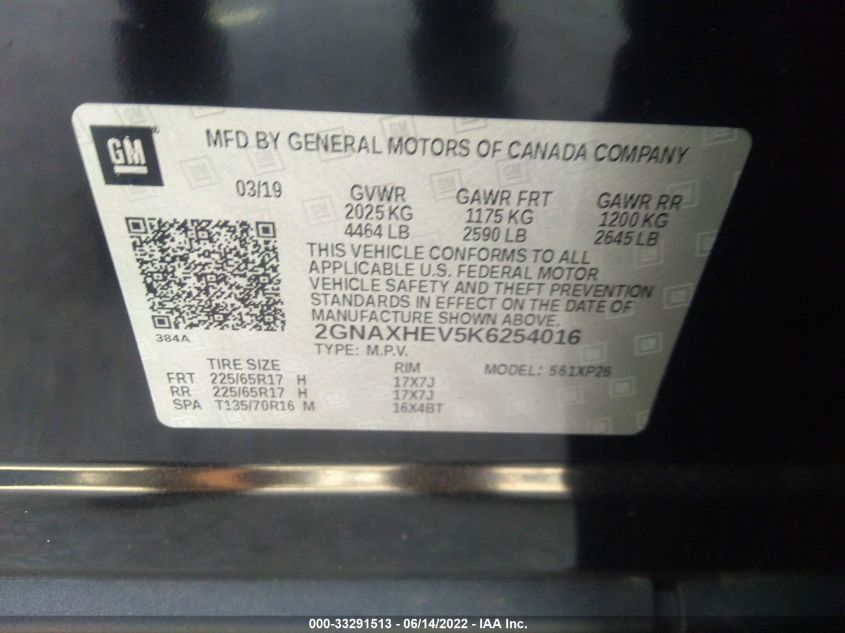 GM
MFD BY GENERAL MOTORS OF CANADA COMPANY
03/19 GVWR GAWR FRT GAWR RR
2025 KG 1175 KG 1200 KG
4464 LB 2590 LB 2645 LB
THIS VEHICLE CONFORMS TO ALL
APPLICABLE U.S. FEDERAL MOTOR
VEHICLE SAFETY AND THEFT PREVENTION
STANDARDS IN EFFECT ON THE DATE OF
MANUFACTURE SHOWN ABOVE.
384A 2GNAXHEV5K6254016
TYPE: M.P.V.
TIRE SIZE RIM MODEL: 561XP26
FRT 225/65R17 H 17X7J
RR 225/65R17 H 17X7J
SPA T135/70R16 M 16X4BT
000-33291513 - 06/14/2022 - IAA Inc.